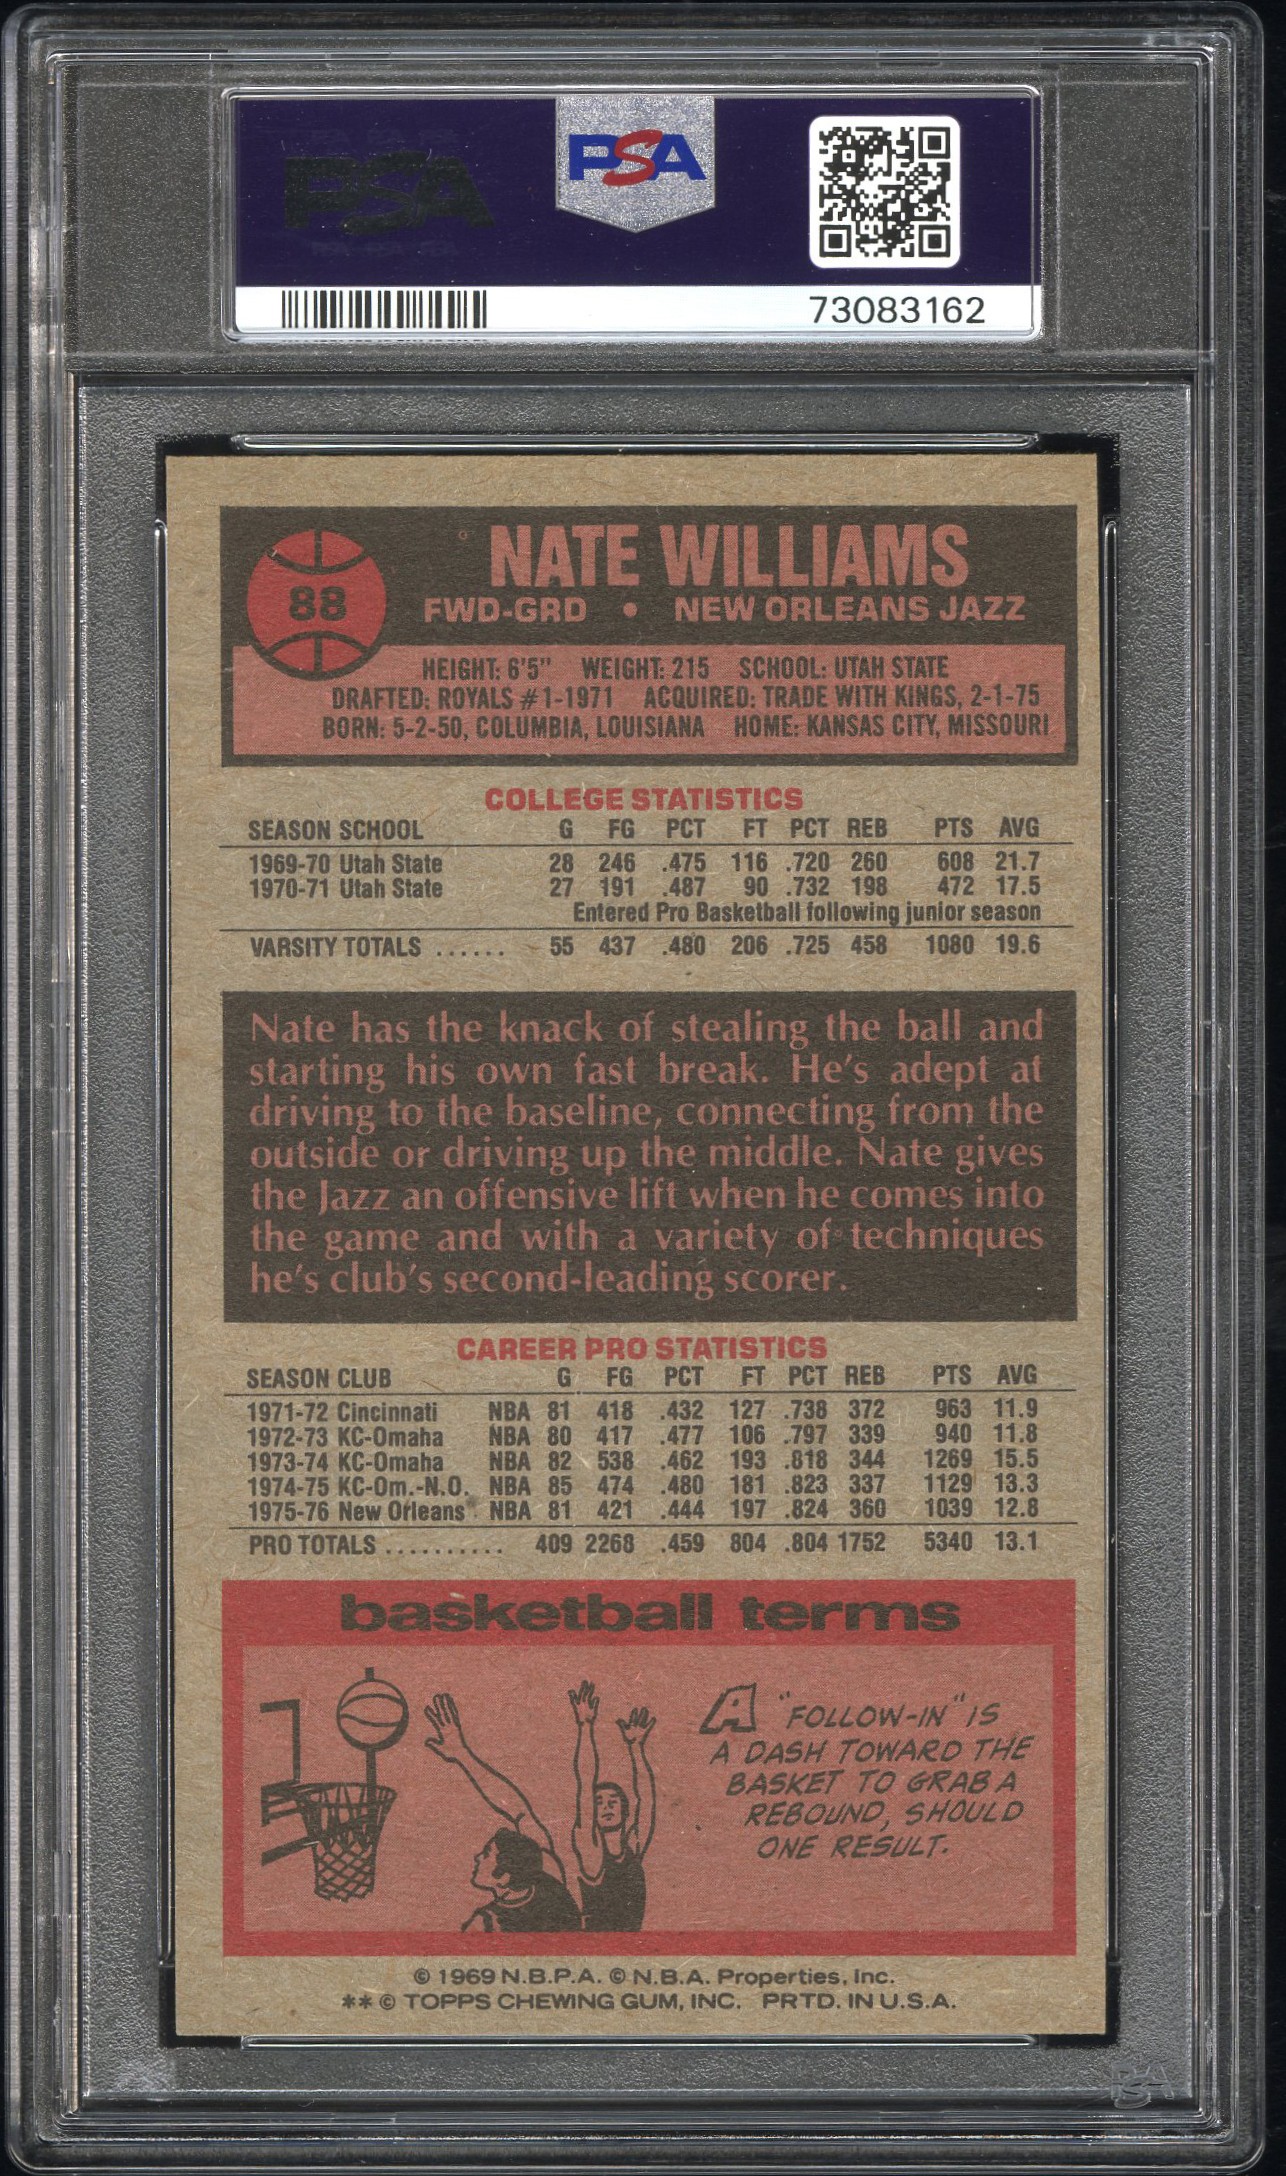 PSA
PSA
73083162
88
NATE WILLIAMS
FWD-GRD • NEW ORLEANS JAZZ
HEIGHT: 6'5" WEIGHT: 215 SCHOOL: UTAH STATE
DRAFTED: ROYALS #1-1971 ACQUIRED: TRADE WITH KINGS, 2-1-75
BORN: 5-2-50, COLUMBIA, LOUISIANA HOME: KANSAS CITY, MISSOURI
COLLEGE STATISTICS
SEASON SCHOOL G FG PCT FT PCT REB PTS AVG
1969-70 Utah State 28 246 .475 116 .720 260 608 21.7
1970-71 Utah State 27 191 .487 90 .732 198 472 17.5
Entered Pro Basketball following junior season
VARSITY TOTALS ...... 55 437 .480 206 .725 458 1080 19.6
Nate has the knack of stealing the ball and
starting his own fast break. He's adept at
driving to the baseline, connecting from the
outside or driving up the middle. Nate gives
the Jazz an offensive lift when he comes into
the game and with a variety of techniques
he's club's second-leading scorer.
CAREER PRO STATISTICS
SEASON CLUB G FG PCT FT PCT REB PTS AVG
1971-72 Cincinnati NBA 81 418 .432 127 .738 372 963 11.9
1972-73 KC-Omaha NBA 80 417 .477 106 .797 339 940 11.8
1973-74 KC-Omaha NBA 82 538 .462 193 .818 344 1269 15.5
1974-75 KC-Om.-N.O. NBA 85 474 .480 181 .823 337 1129 13.3
1975-76 New Orleans NBA 81 421 .444 197 .824 360 1039 12.8
PRO TOTALS .......... 409 2268 .459 804 .804 1752 5340 13.1
basketball terms
A "FOLLOW-IN" IS
A DASH TOWARD THE
BASKET TO GRAB A
REBOUND, SHOULD
ONE RESULT.
© 1969 N.B.P.A. © N.B.A. Properties, Inc.
** © TOPPS CHEWING GUM, INC. PRTD. IN U.S.A.
PSA